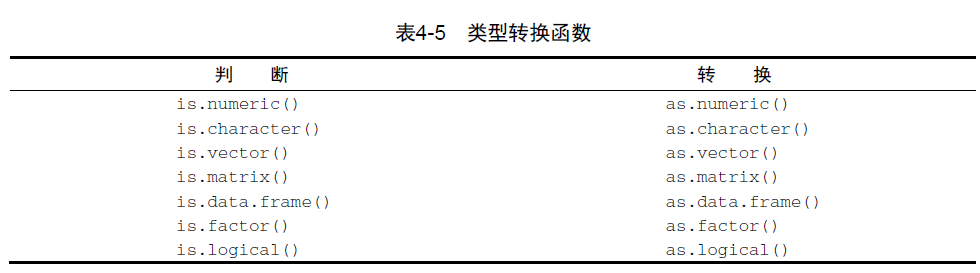 表4-5 类型转换函数
判 断 转 换
is.numeric() as.numeric()
is.character() as.character()
is.vector() as.vector()
is.matrix() as.matrix()
is.data.frame() as.data.frame()
is.factor() as.factor()
is.logical() as.logical()